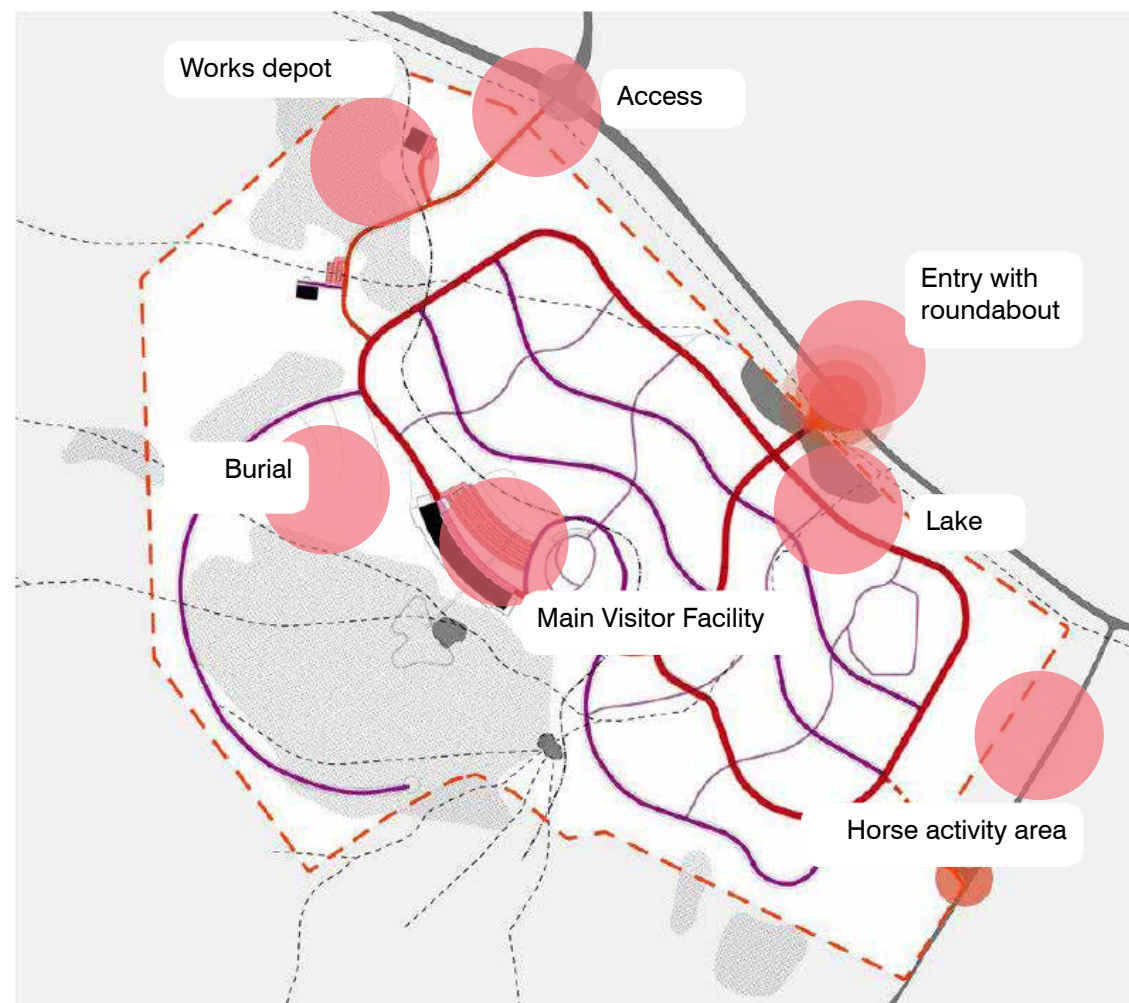 Works depot
Access
Entry with
roundabout
Burial
Lake
Main Visitor Facility
Horse activity area